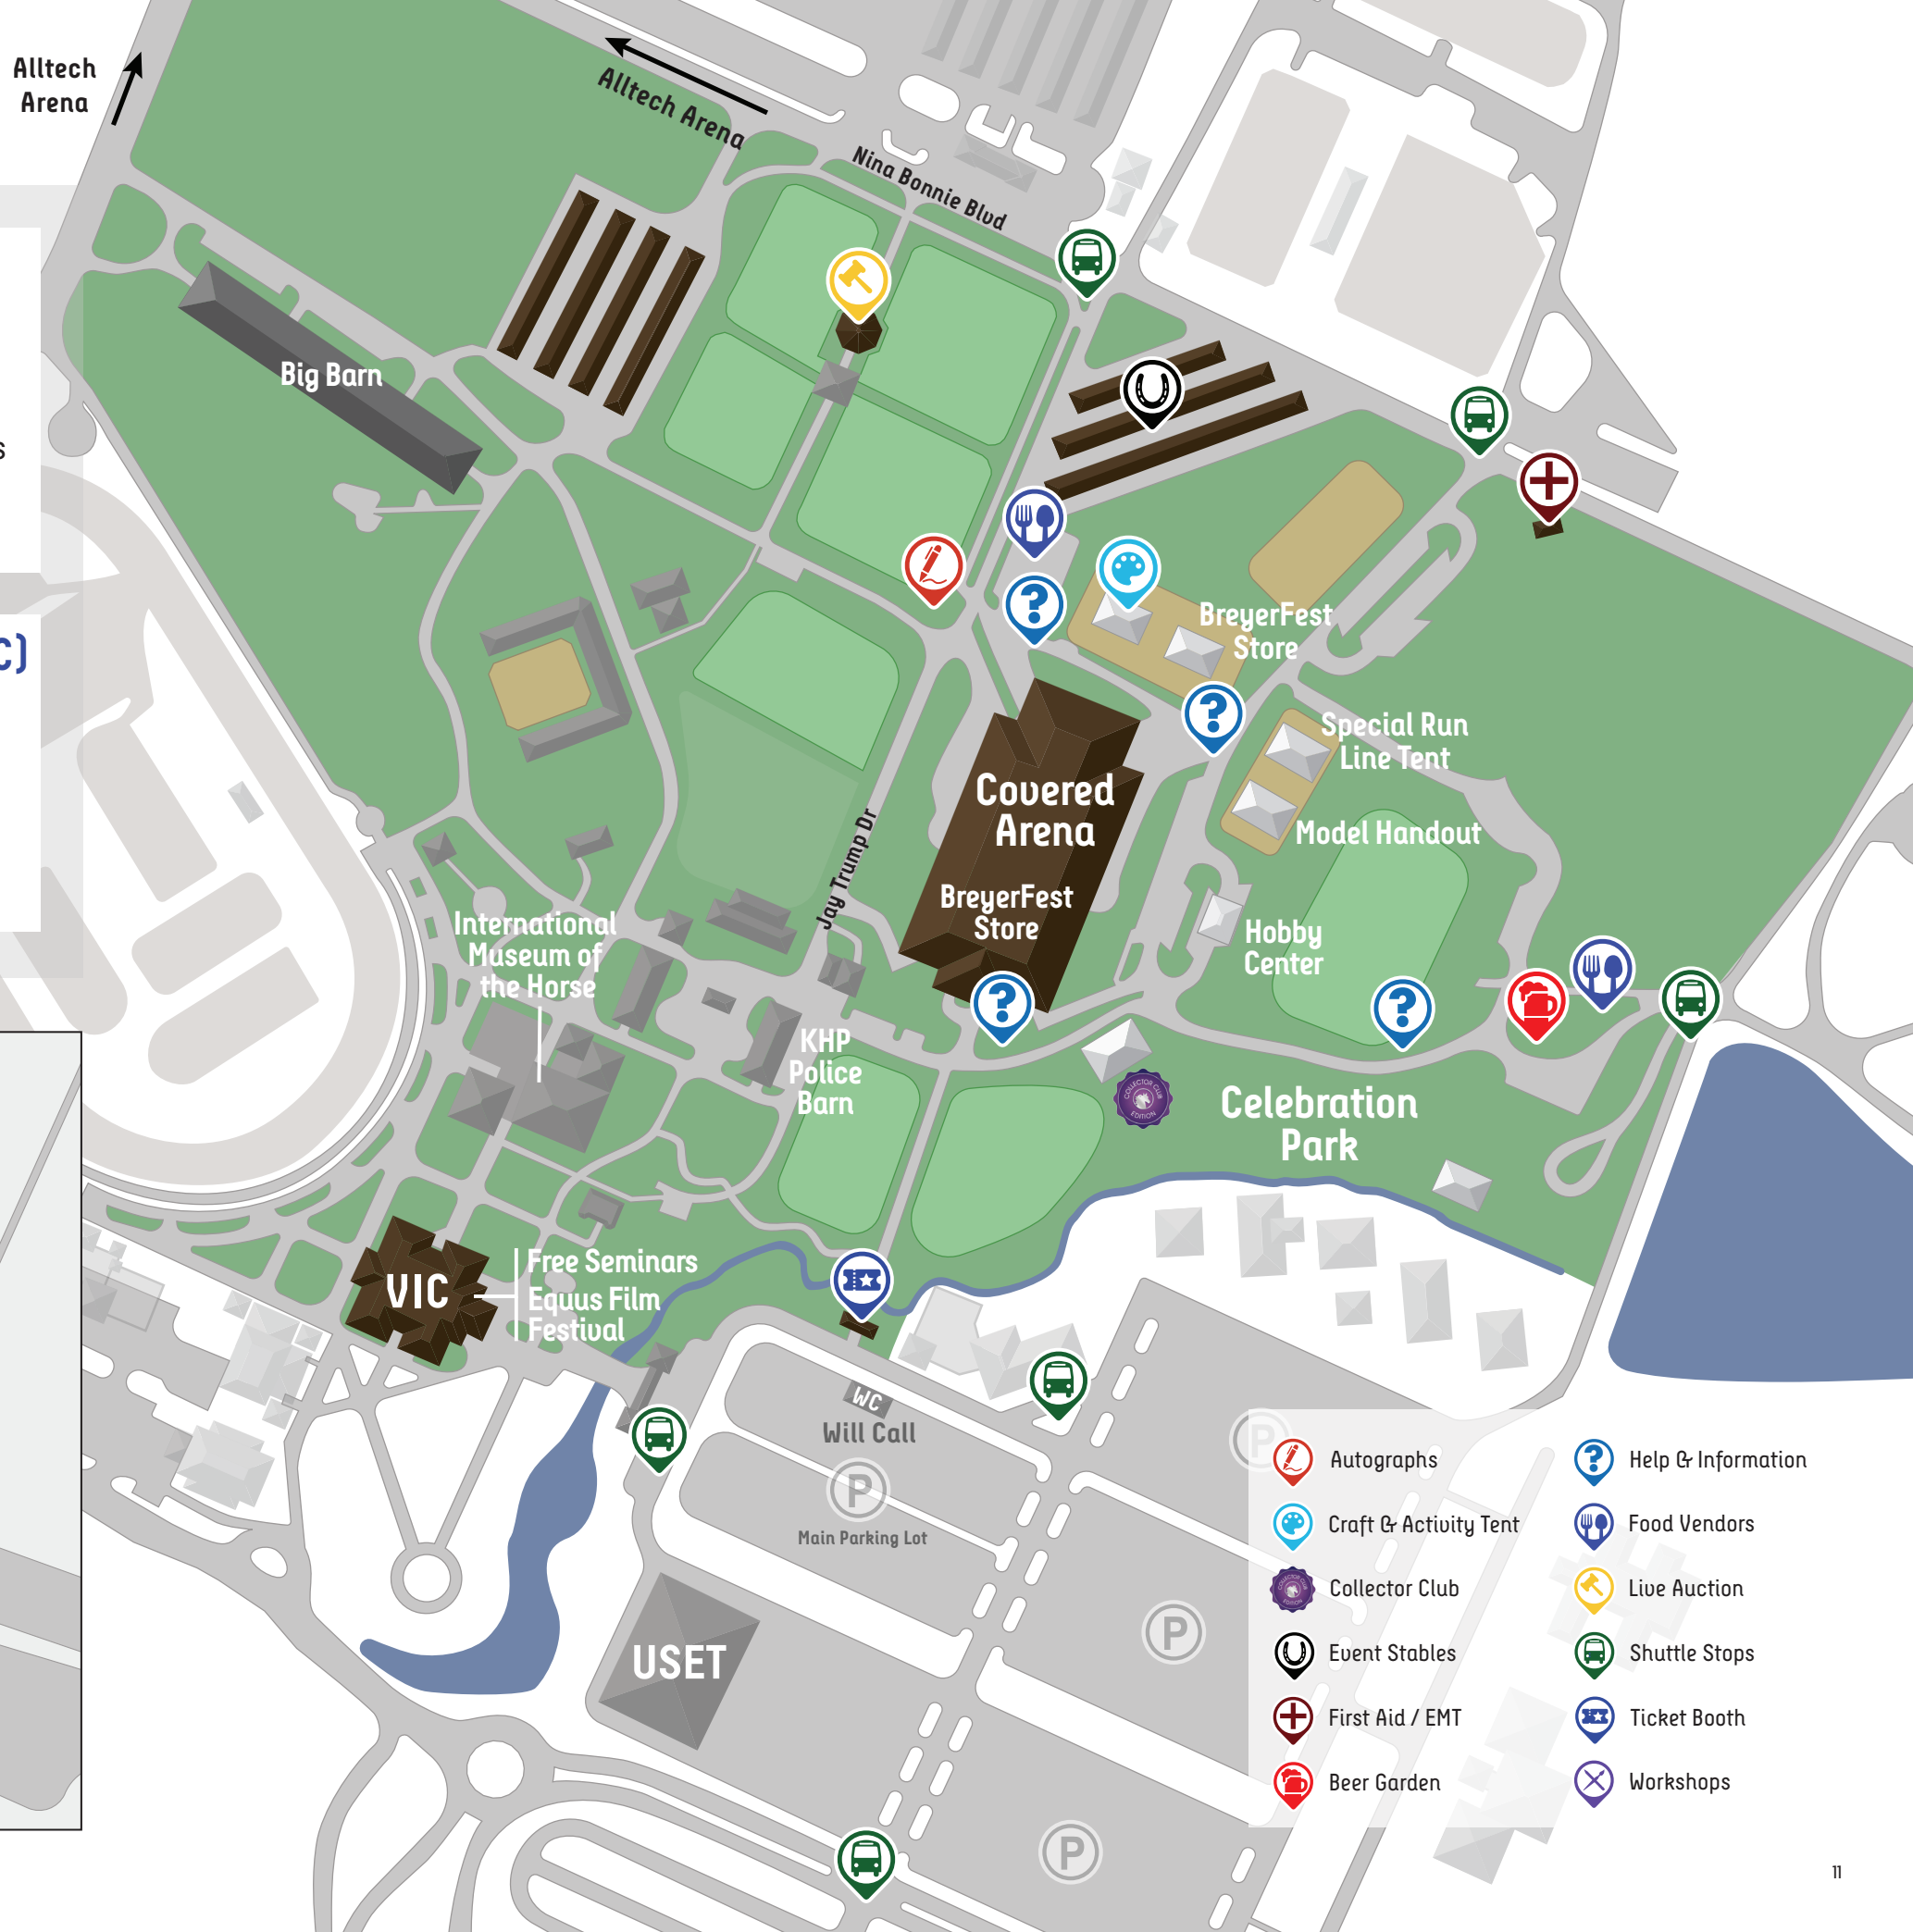 Alltech
Arena
Alltech Arena
Nina Bonnie Blvd
Big Barn
s
C)
BreyerFest
Store
Special Run
Line Tent
Covered
Arena
Model Handout
Jay Trump Dr
BreyerFest
Store
International
Museum of
the Horse
Hobby
Center
KHP
Police
Barn
COLLECTOR CLUB
EDITION
Celebration
Park
VIC
Free Seminars
Equus Film
Festival
WC
Will Call
P
Main Parking Lot
USET
P
P
P
Autographs
Craft & Activity Tent
Collector Club
Event Stables
First Aid / EMT
Beer Garden
Help & Information
Food Vendors
Live Auction
Shuttle Stops
Ticket Booth
Workshops
11